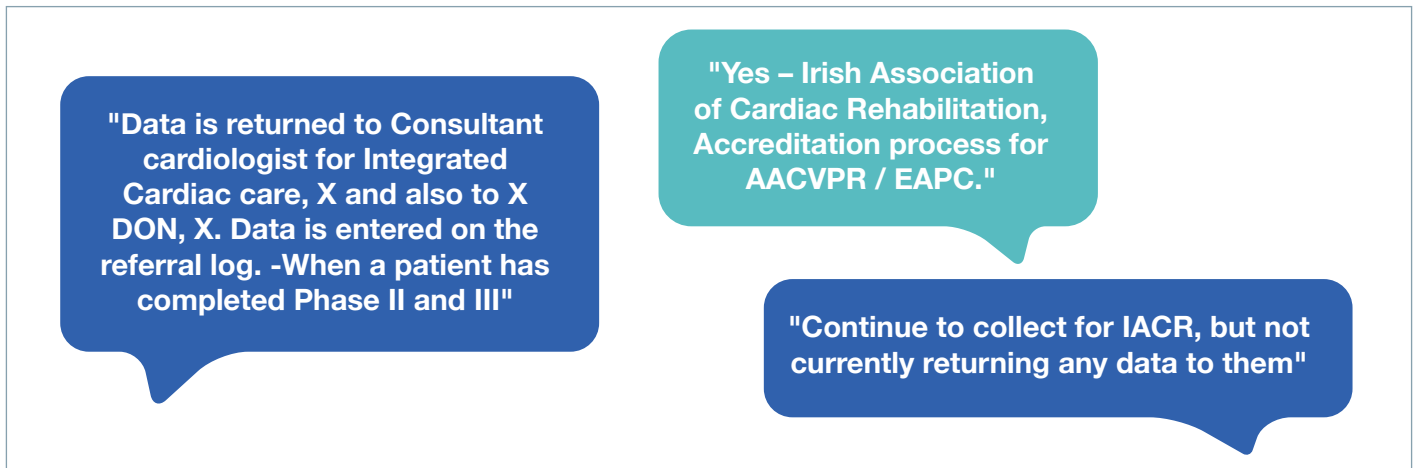 "Data is returned to Consultant
cardiologist for Integrated
Cardiac care, X and also to X
DON, X. Data is entered on the
referral log. -When a patient has
completed Phase II and III"
"Yes – Irish Association
of Cardiac Rehabilitation,
Accreditation process for
AACVPR / EAPC."
"Continue to collect for IACR, but not
currently returning any data to them"